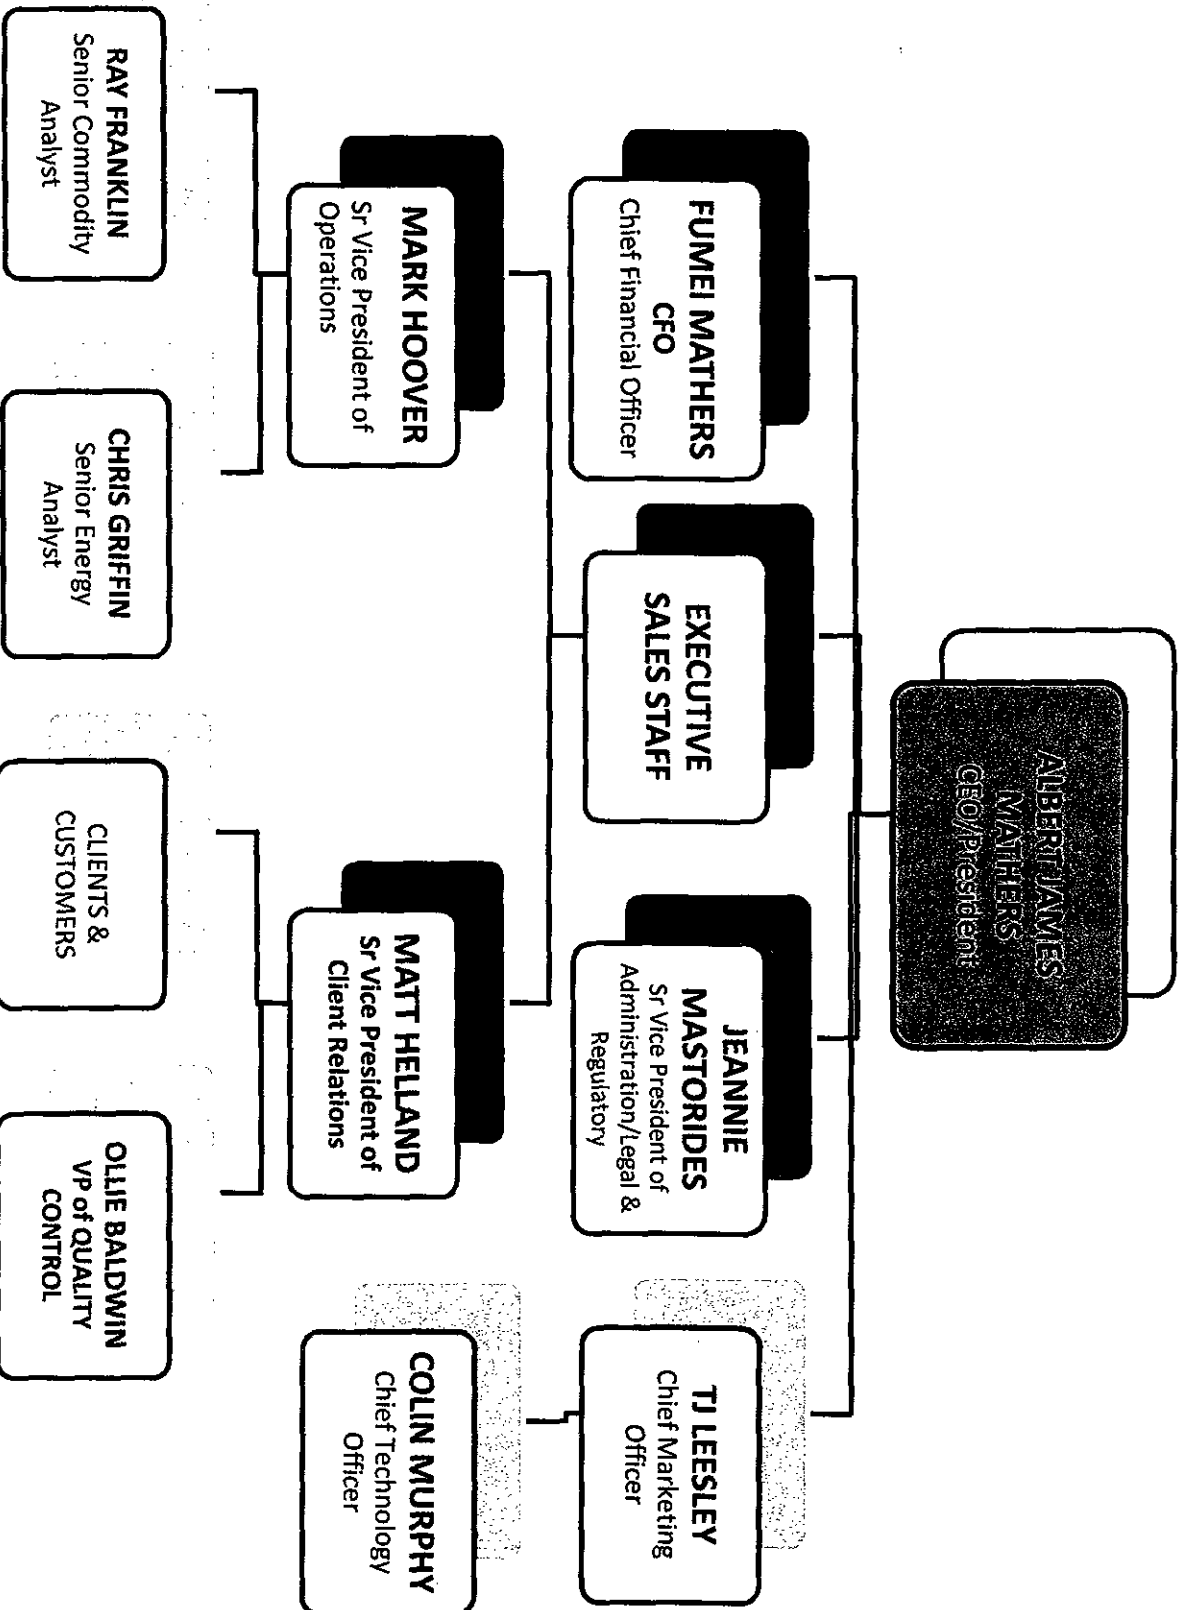 ALBERT JAMES
MATHERS
CEO/President
FUMEI MATHERS
CFO
Chief Financial Officer
EXECUTIVE
SALES STAFF
JEANNIE
MASTORIDES
Sr Vice President of
Administration/Legal &
Regulatory
TJ LEESLEY
Chief Marketing
Officer
MARK HOOVER
Sr Vice President of
Operations
MATT HELLAND
Sr Vice President of
Client Relations
COLIN MURPHY
Chief Technology
Officer
RAY FRANKLIN
Senior Commodity
Analyst
CHRIS GRIFFIN
Senior Energy
Analyst
CLIENTS &
CUSTOMERS
OLLIE BALDWIN
VP of QUALITY
CONTROL